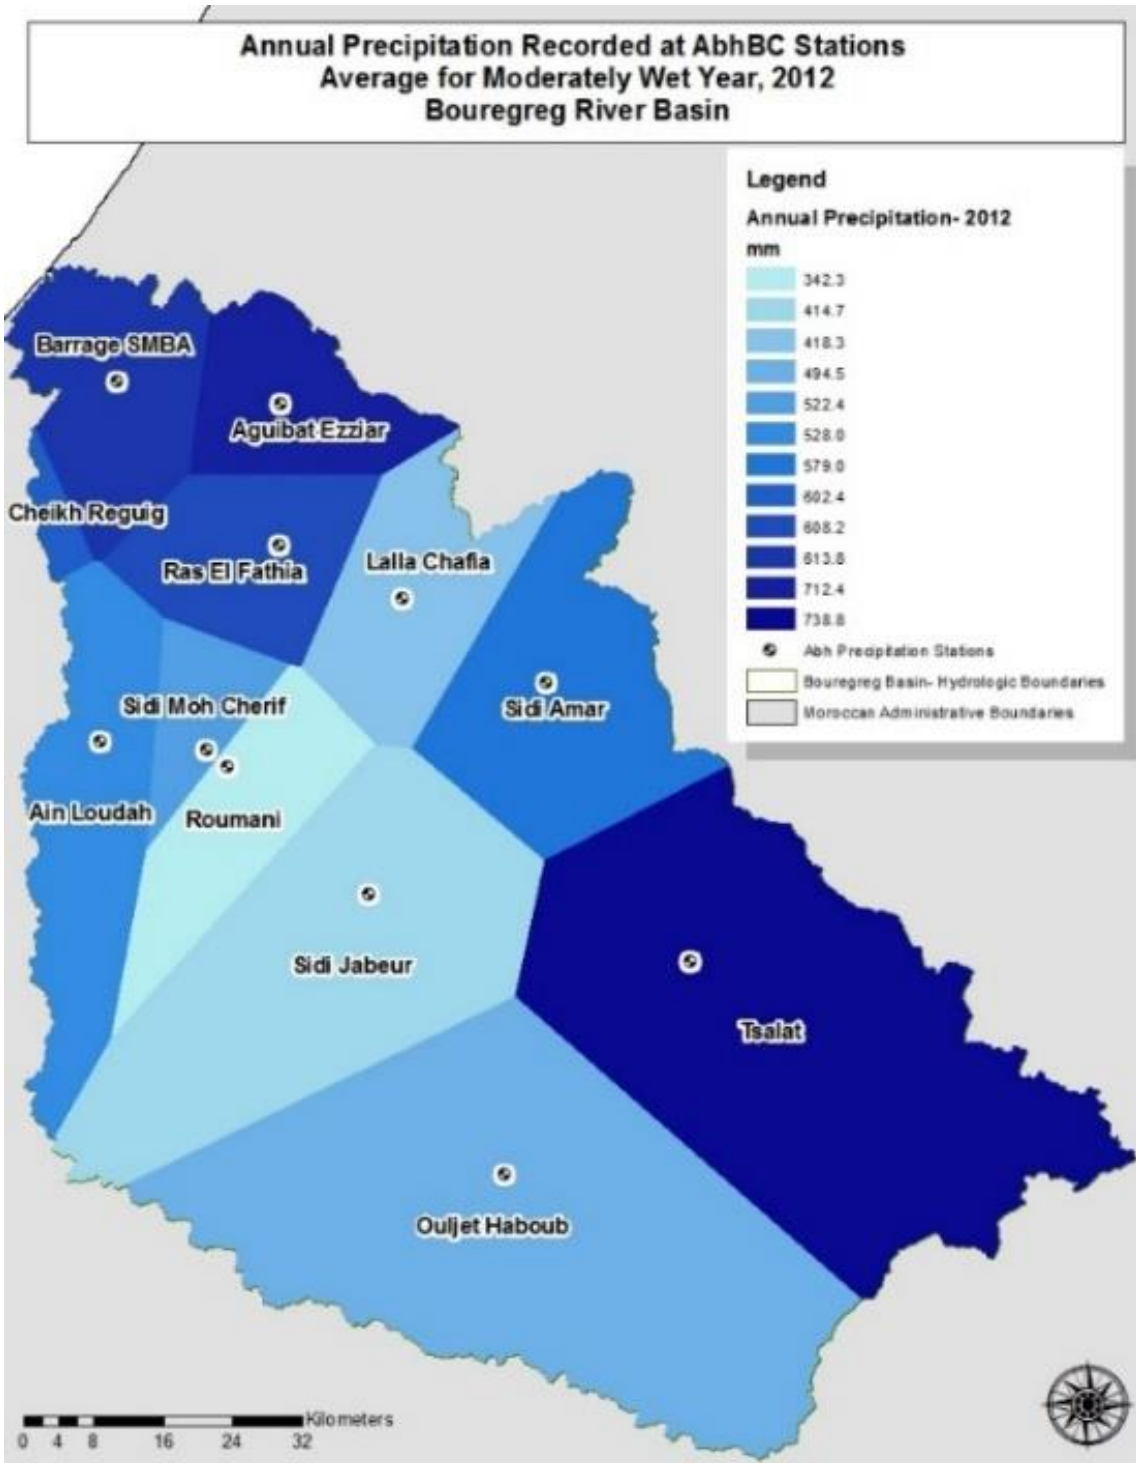 Annual Precipitation Recorded at AbhBC Stations
Average for Moderately Wet Year, 2012
Bouregreg River Basin
Legend
Annual Precipitation- 2012
mm
342.3
414.7
418.3
494.5
522.4
528.0
579.0
602.4
608.2
613.8
712.4
738.8
Abh Precipitation Stations
Bouregreg Basin- Hydrologic Boundaries
Moroccan Administrative Boundaries
Barrage SMBA
Aguibat Ezziar
Cheikh Reguig
Ras El Fathia
Lalla Chafia
Sidi Moh Cherif
Sidi Amar
Ain Loudah
Roumani
Sidi Jabeur
Tsalat
Ouljet Haboub
Kilometers
0 4 8 16 24 32